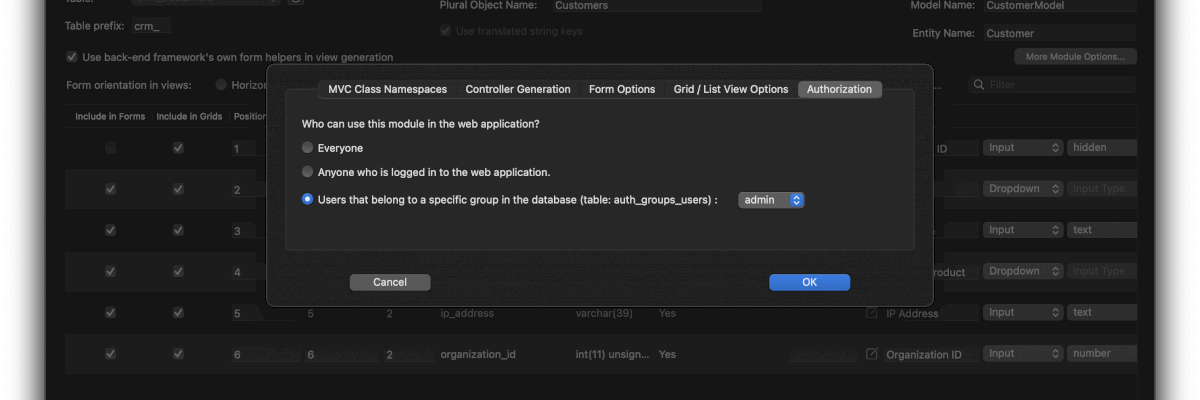 Table:
Plural Object Name: Customers
Model Name: CustomerModel
Table prefix: crm_
Use translated string keys
Entity Name: Customer
Use back-end framework's own form helpers in view generation
More Module Options...
Form orientation in views:
Filter
MVC Class Namespaces Controller Generation Form Options Grid / List View Options Authorization
Include in Forms Include in Grids
Who can use this module in the web application?
1 Everyone ID Input hidden
Anyone who is logged in to the web application.
2 Users that belong to a specific group in the database (table: auth_groups_users) : admin Dropdown Input Type
3 Input text
4 Dropdown Input Type
Cancel OK
5 5 2 ip_address varchar(39) Yes IP Address Input text
6 6 2 organization_id int(11) unsign... Yes Organization ID Input number